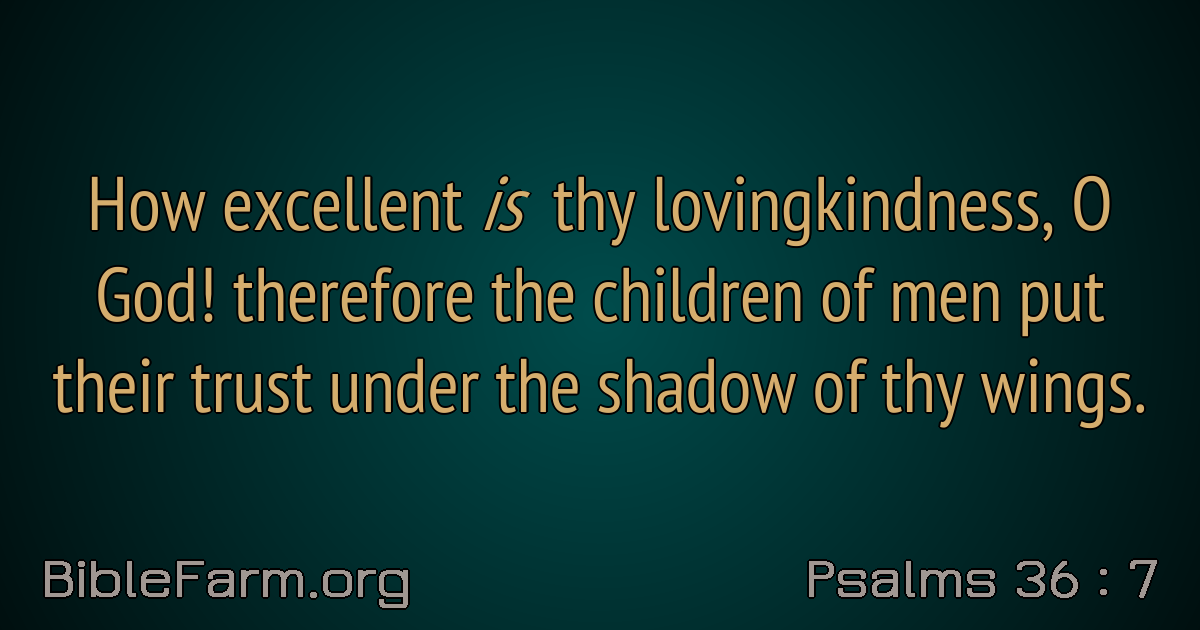 How excellent is thy lovingkindness, O
God! therefore the children of men put
their trust under the shadow of thy wings.
BibleFarm.org
Psalms 36 : 7